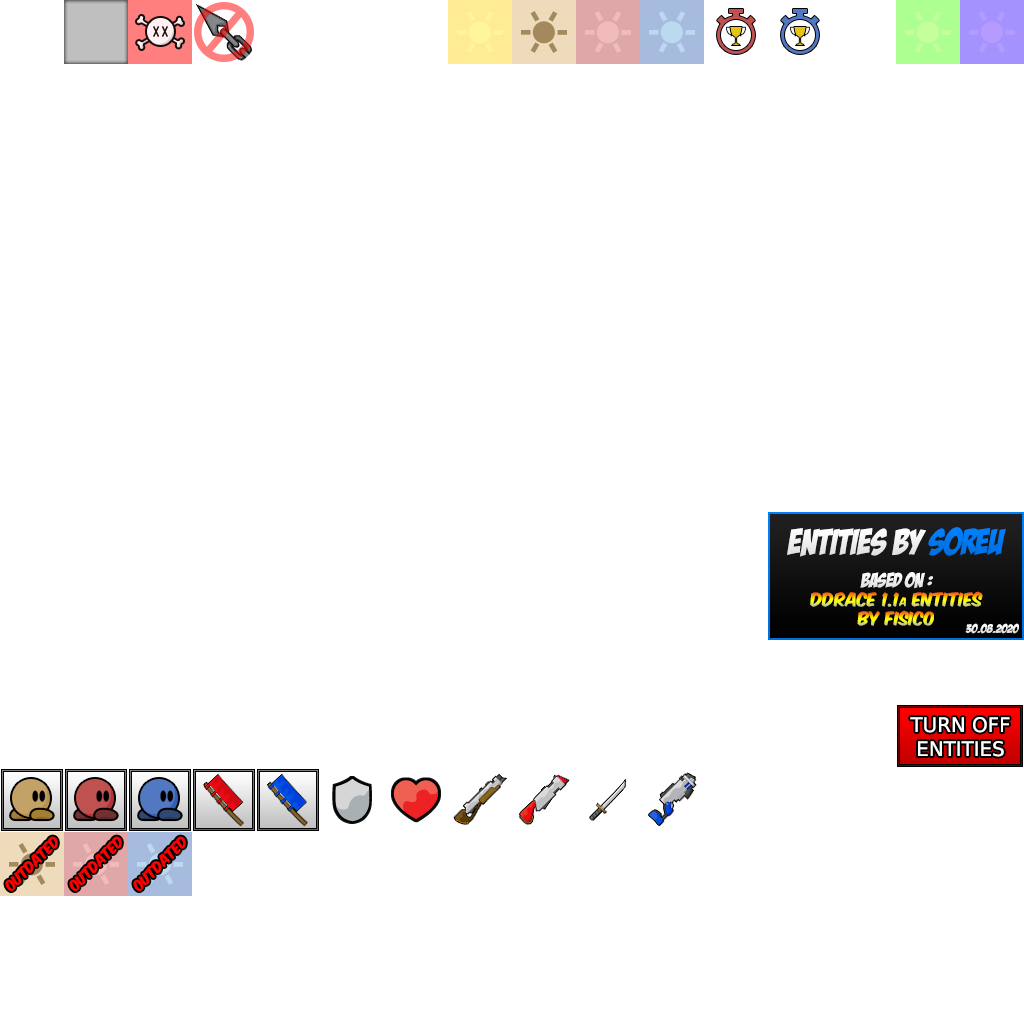 ENTITIES BY SOREU
BASED ON :
DDRACE 1.1A ENTITIES
BY FISICO
30.08.2020
TURN OFF
ENTITIES
OUTDATED
OUTDATED
OUTDATED